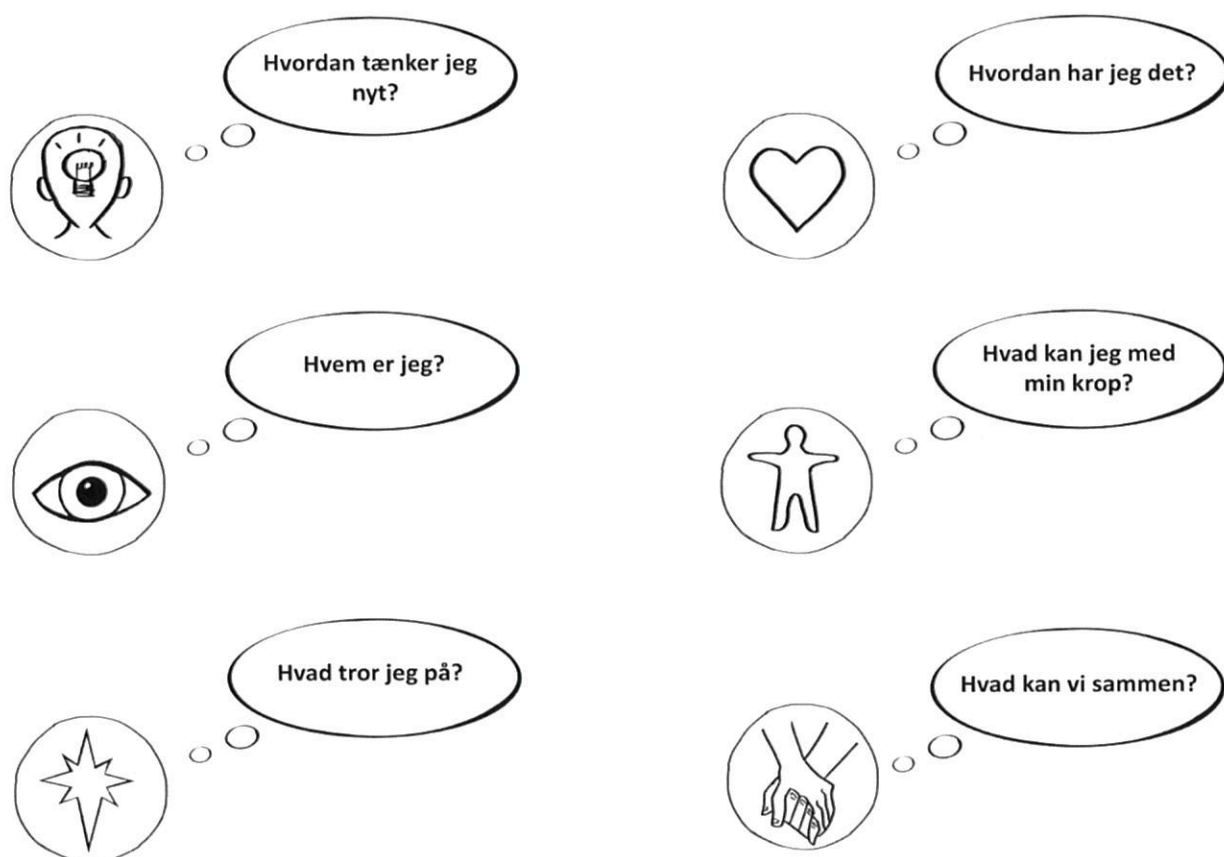 Hvordan tænker jeg
nyt?
Hvordan har jeg det?
Hvem er jeg?
Hvad kan jeg med
min krop?
Hvad tror jeg på?
Hvad kan vi sammen?